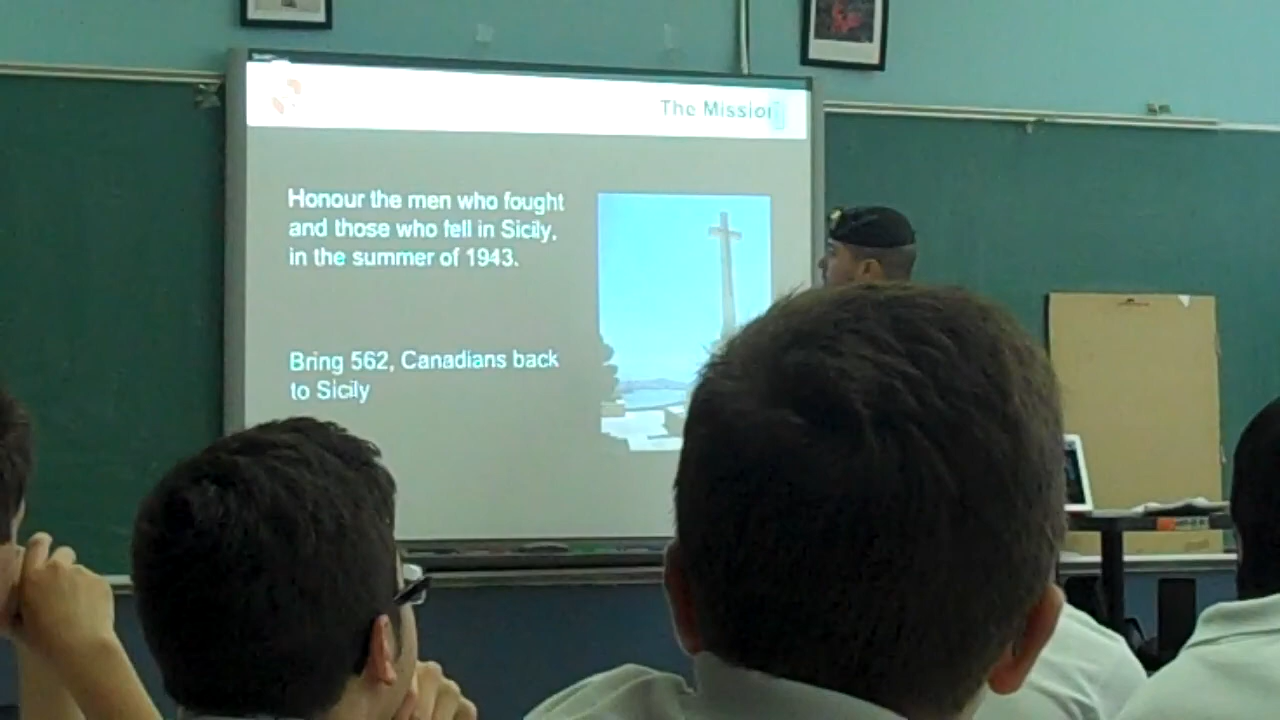 The Mission
Honour the men who fought
and those who fell in Sicily,
in the summer of 1943.
Bring 562, Canadians back
to Sicily